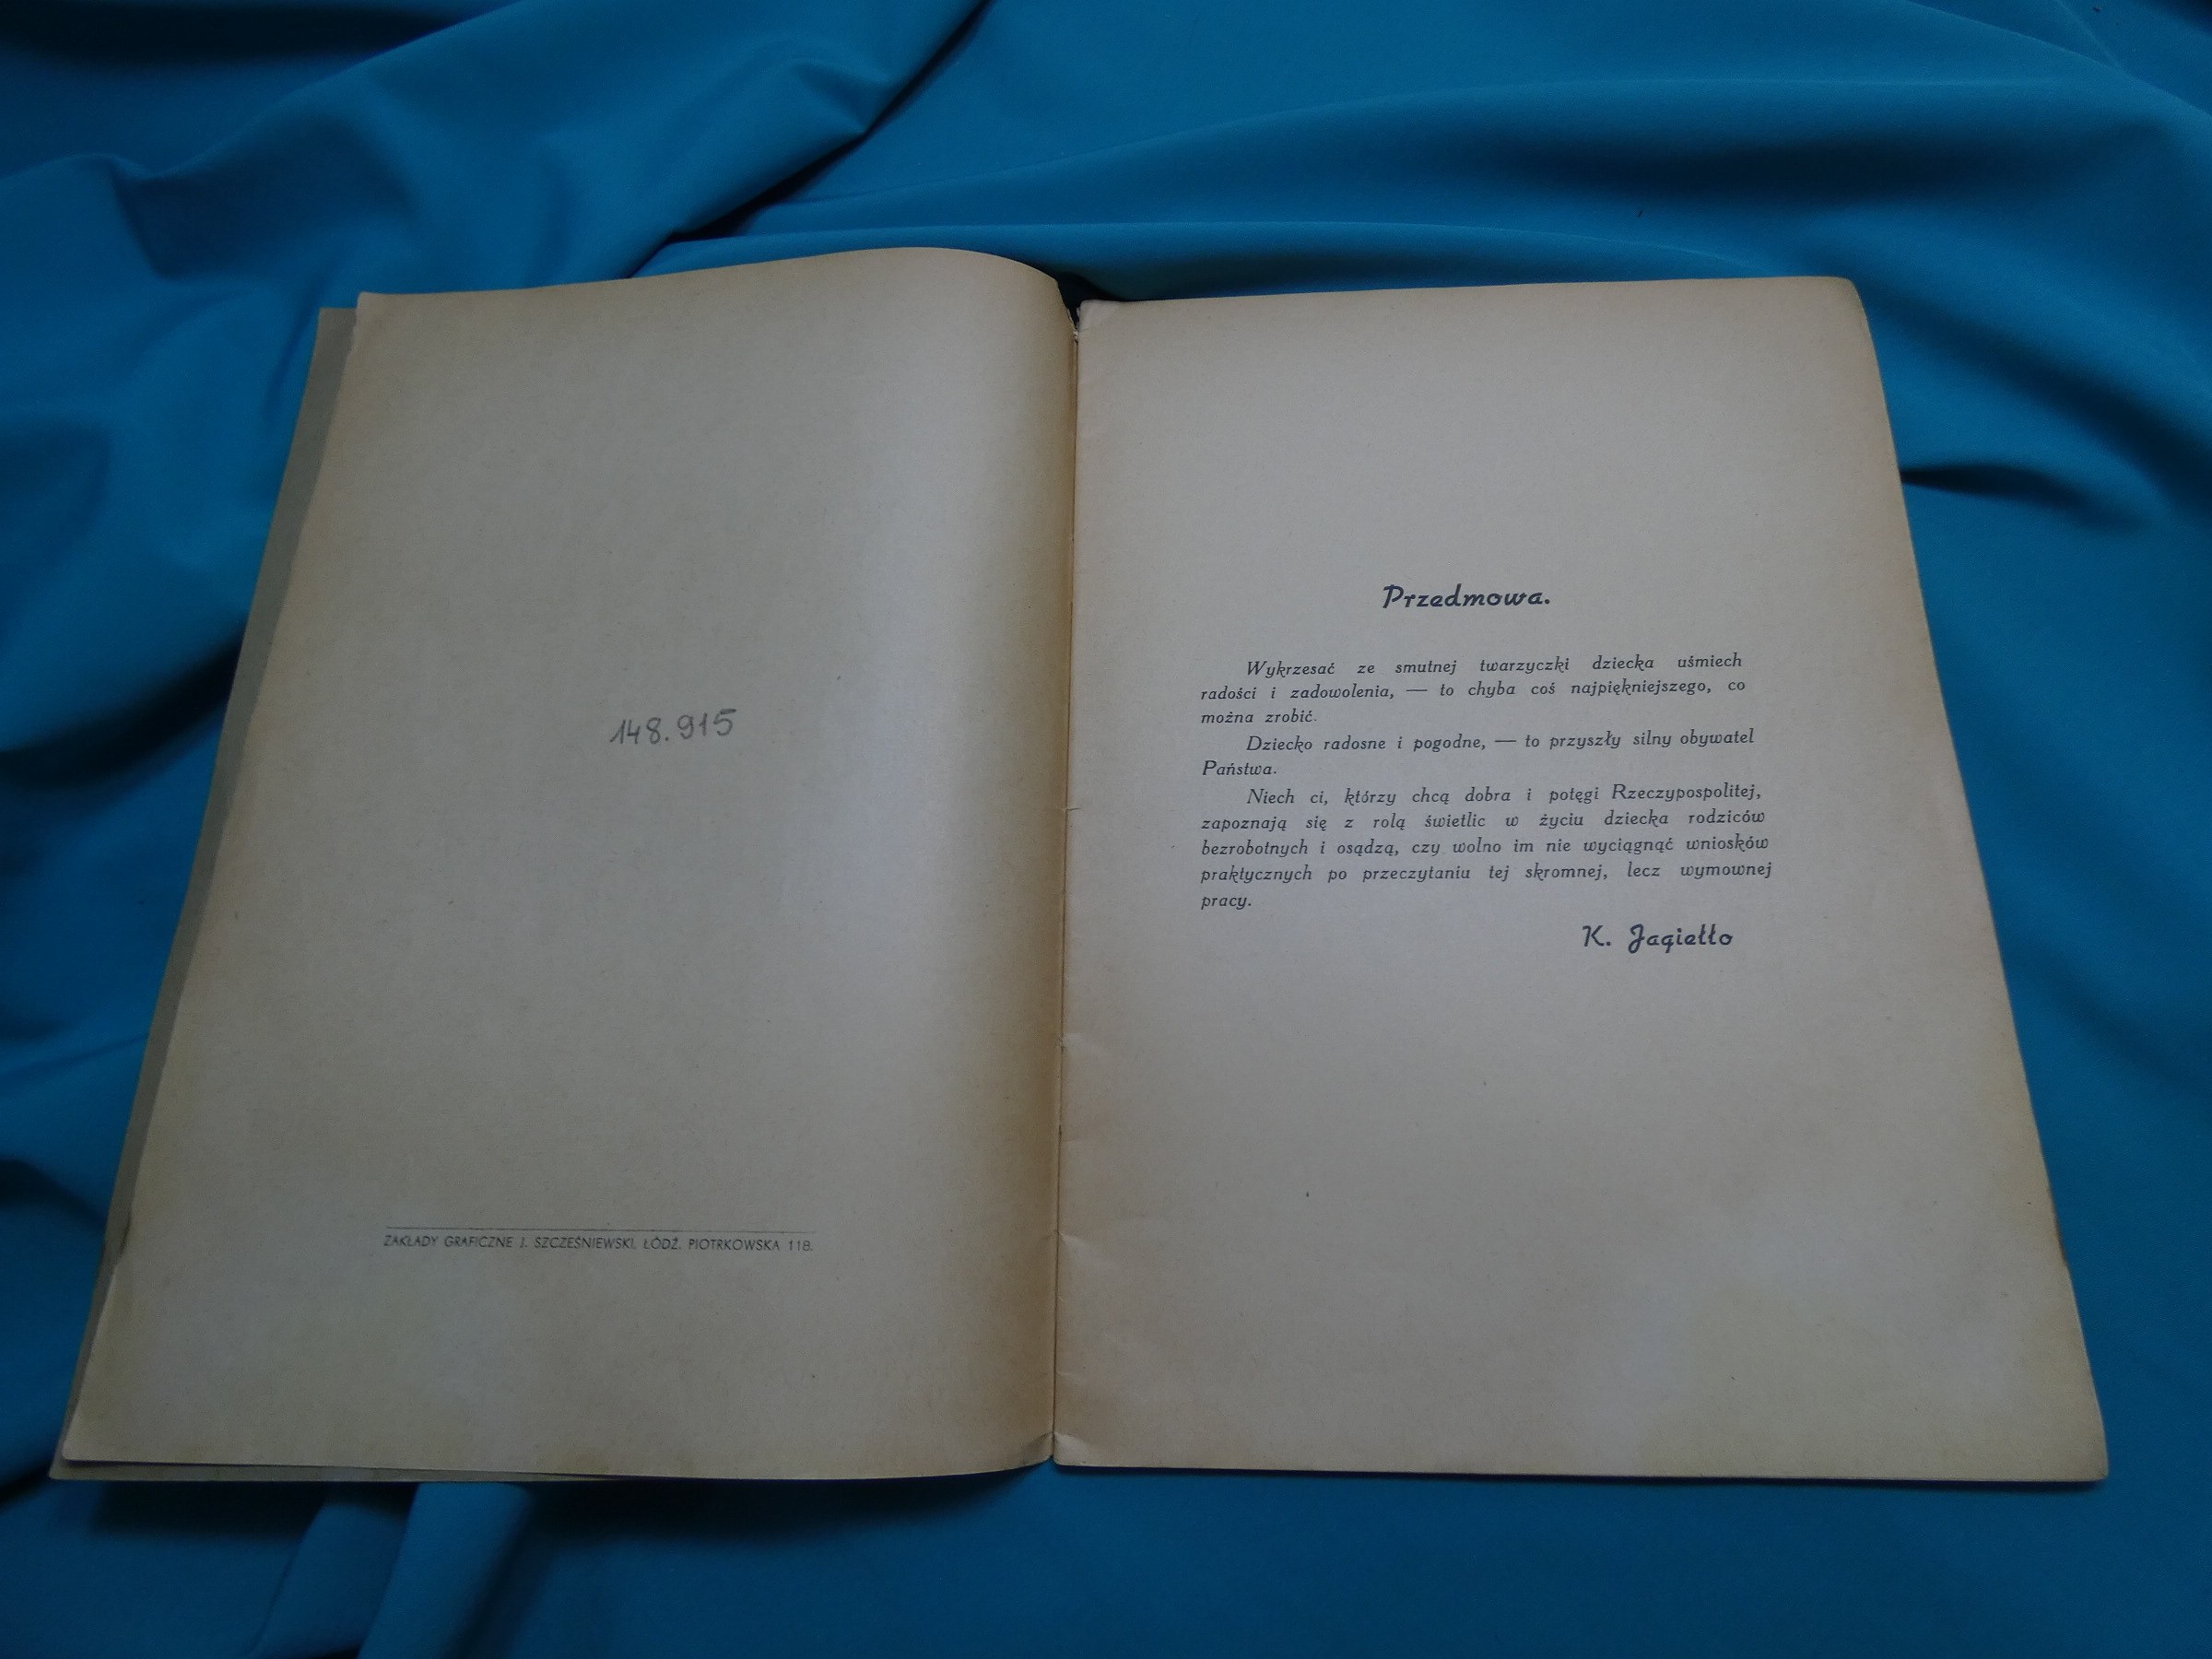 148.915
ZAKŁADY GRAFICZNE J. SZCZEŚNIEWSKI, ŁÓDŹ, PIOTRKOWSKA 118.
Przedmowa.
Wykrzesać ze smutnej twarzyczki dziecka uśmiech
radości i zadowolenia, — to chyba coś najpiękniejszego, co
można zrobić.
Dziecko radosne i pogodne, — to przyszły silny obywatel
Państwa.
Niech ci, którzy chcą dobra i potęgi Rzeczypospolitej,
zapoznają się z rolą świetlic w życiu dziecka rodziców
bezrobotnych i osądzą, czy wolno im nie wyciągnąć wniosków
praktycznych po przeczytaniu tej skromnej, lecz wymownej
pracy.
K. Jagiełło